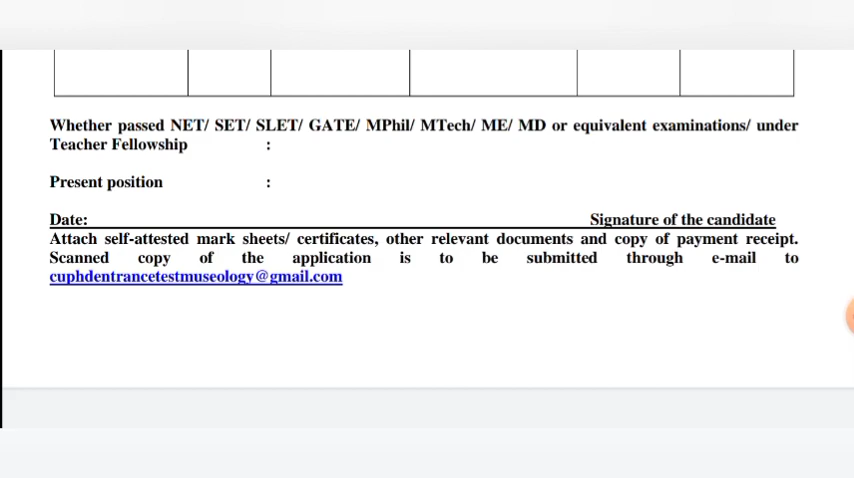 Whether passed NET/ SET/ SLET/ GATE/ MPhil/ MTech/ ME/ MD or equivalent examinations/ under
Teacher Fellowship :
Present position :
Date: Signature of the candidate
Attach self-attested mark sheets/ certificates, other relevant documents and copy of payment receipt.
Scanned copy of the application is to be submitted through e-mail to
cuphdentrancetestmuseology@gmail.com